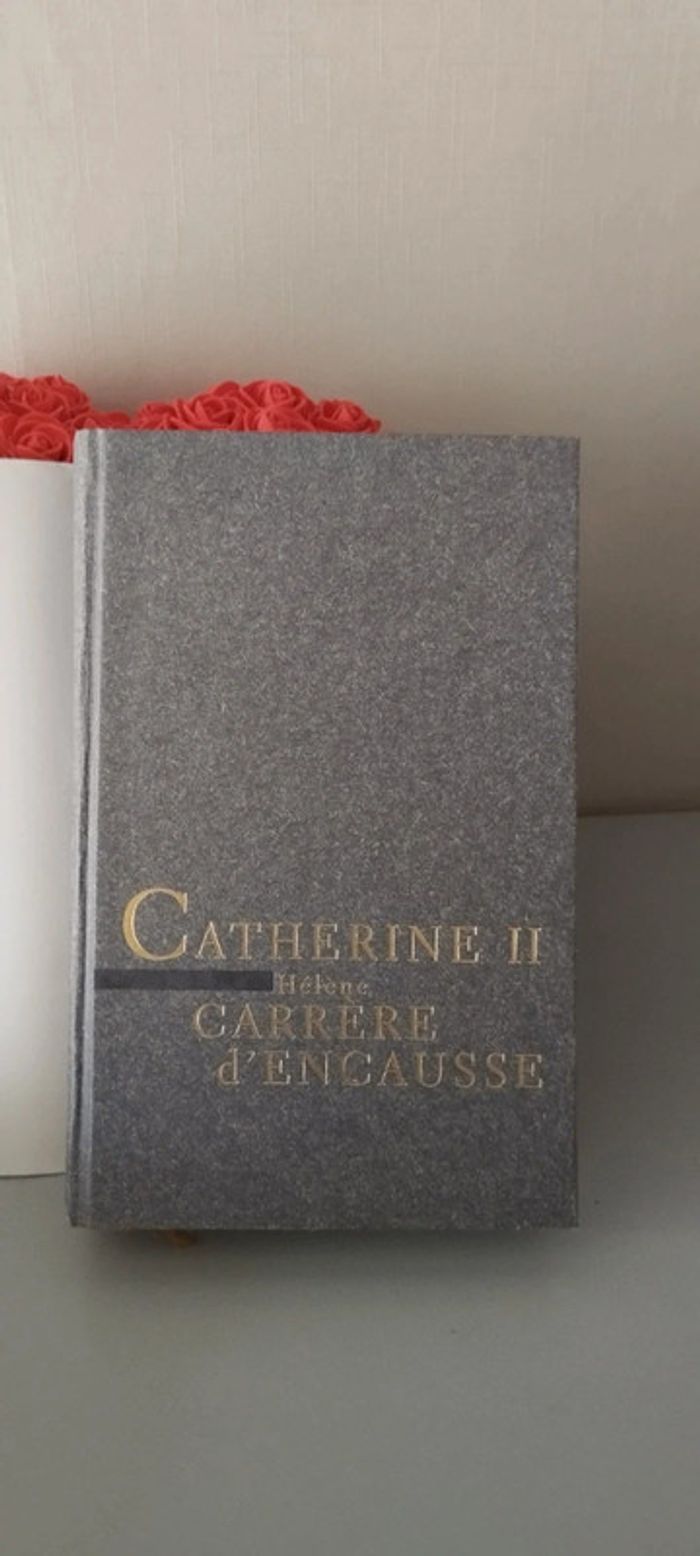 CATHERINE II
Hélène
CARRÈRE
d'ENCAUSSE